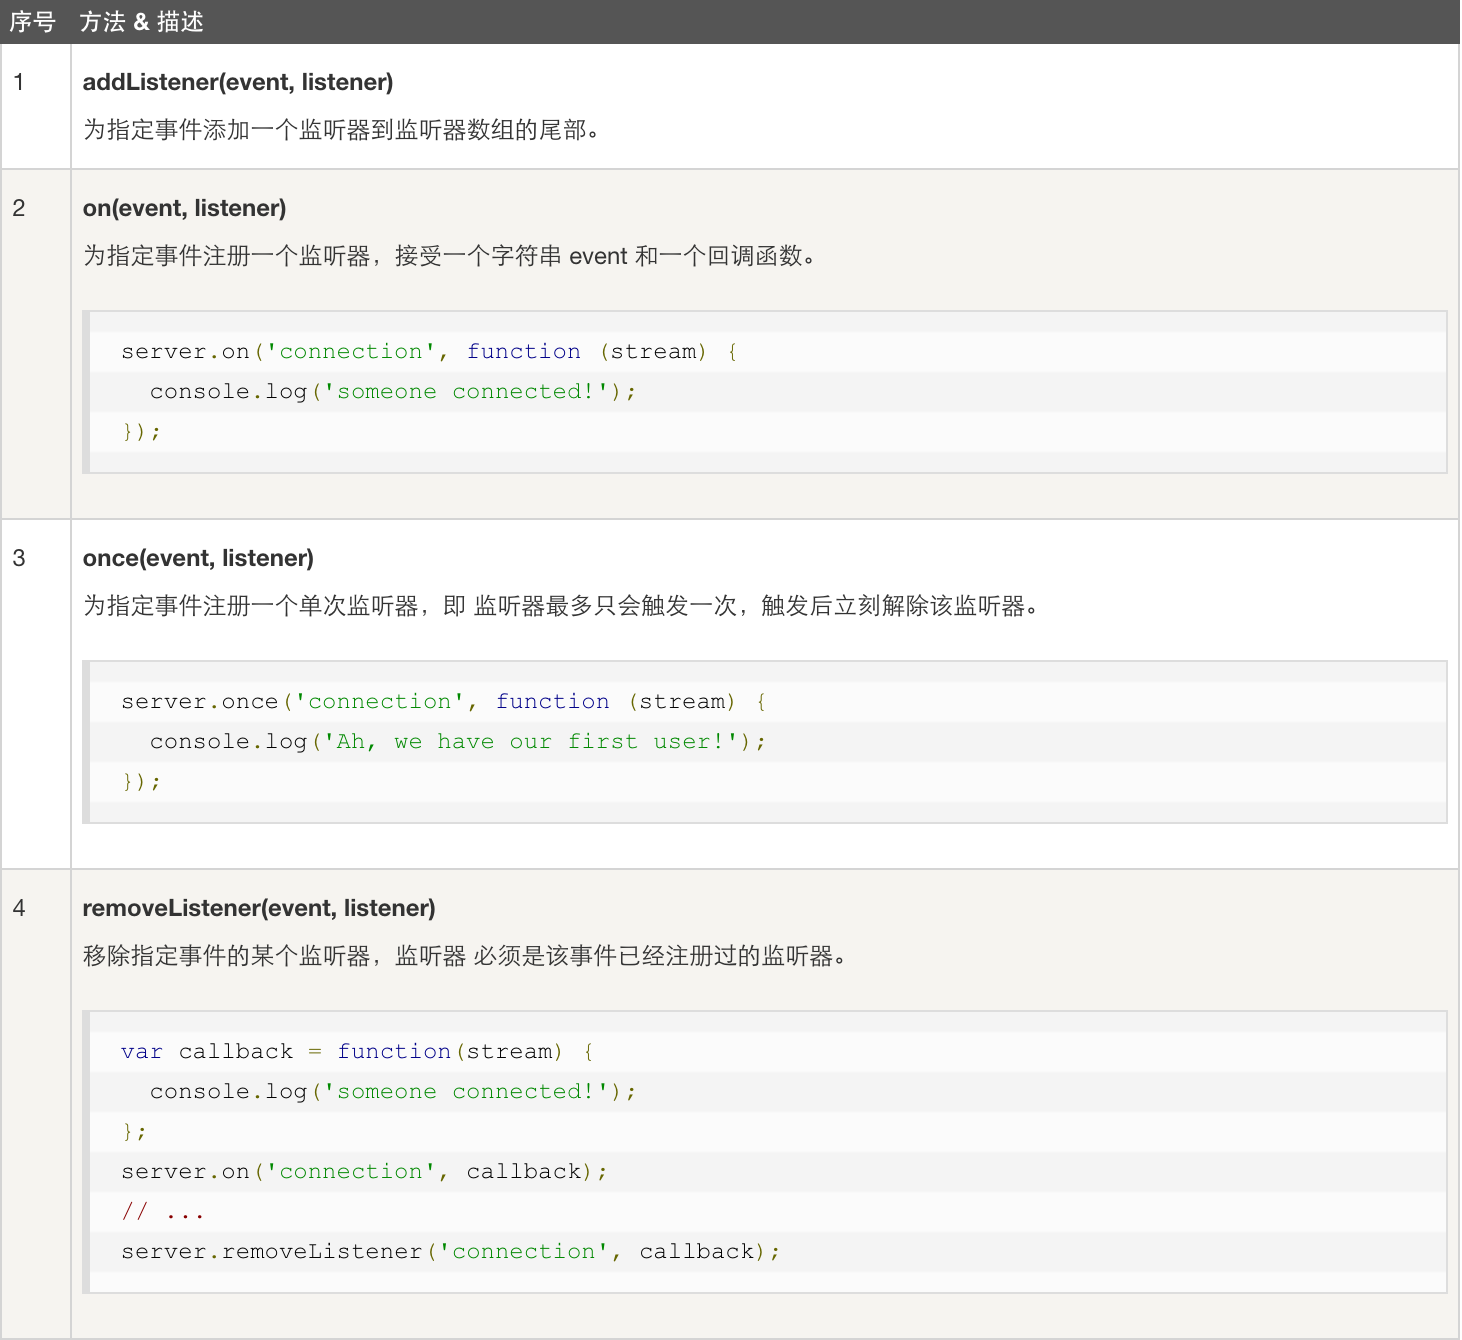 序号 方法 & 描述
1 addListener(event, listener)
为指定事件添加一个监听器到监听器数组的尾部。
2 on(event, listener)
为指定事件注册一个监听器，接受一个字符串 event 和一个回调函数。
server.on('connection', function (stream) {
  console.log('someone connected!');
});
3 once(event, listener)
为指定事件注册一个单次监听器，即 监听器最多只会触发一次，触发后立刻解除该监听器。
server.once('connection', function (stream) {
  console.log('Ah, we have our first user!');
});
4 removeListener(event, listener)
移除指定事件的某个监听器，监听器 必须是该事件已经注册过的监听器。
var callback = function(stream) {
  console.log('someone connected!');
};
server.on('connection', callback);
// ...
server.removeListener('connection', callback);